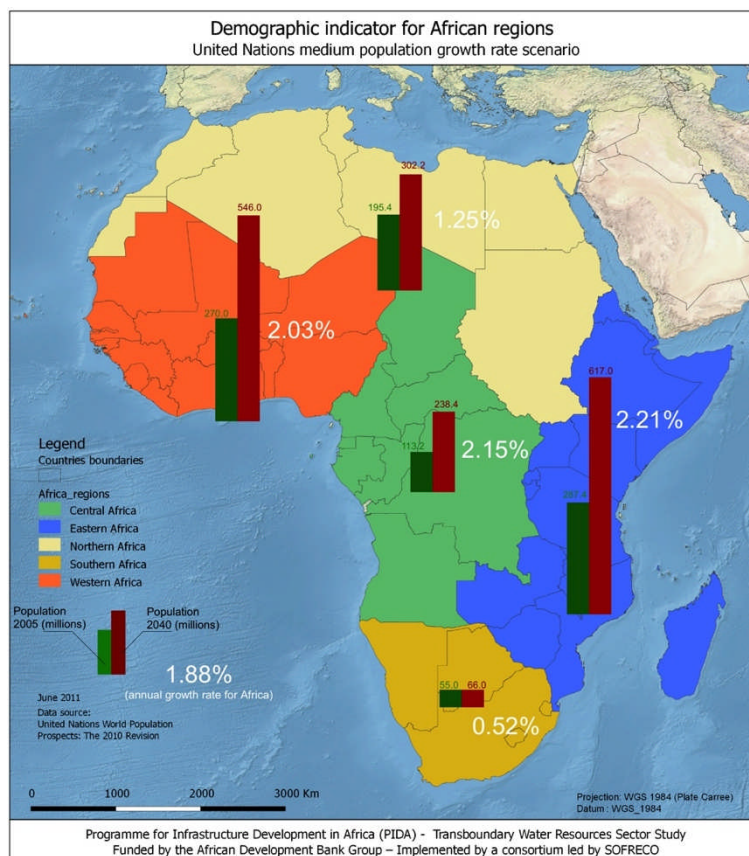 Demographic indicator for African regions
United Nations medium population growth rate scenario
302.2
195.4
1.25%
546.0
270.0
2.03%
617.0
2.21%
238.4
113.2
2.15%
287.4
Legend
Countries boundaries
Africa_regions
Central Africa
Eastern Africa
Northern Africa
Southern Africa
Western Africa
Population
2005 (millions)
Population
2040 (millions)
1.88%
(annual growth rate for Africa)
55.0
66.0
0.52%
June 2011
Data source:
United Nations World Population
Prospects: The 2010 Revision
0
1000
2000
3000 Km
Projection: WGS 1984 (Plate Carree)
Datum : WGS_1984
Programme for Infrastructure Development in Africa (PIDA) - Transboundary Water Resources Sector Study
Funded by the African Development Bank Group – Implemented by a consortium led by SOFRECO